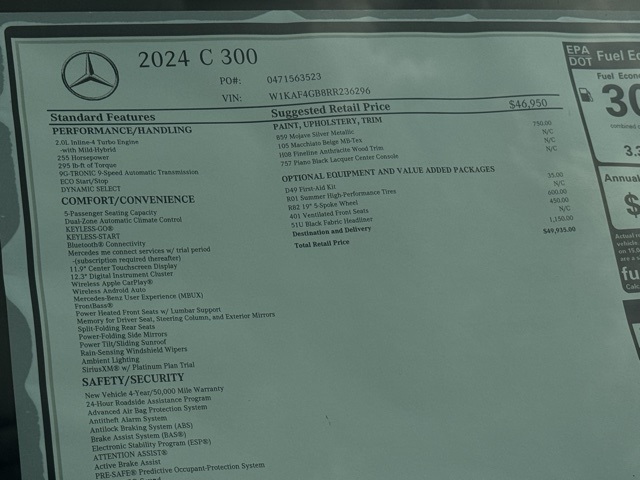 2024 C 300
PO#: 0471563523
VIN: W1KAF4GB8RR236296
Standard Features
Suggested Retail Price $46,950
PERFORMANCE/HANDLING
2.0L Inline-4 Turbo Engine
-with Mild-Hybrid
255 Horsepower
295 lb-ft of Torque
9G-TRONIC 9-Speed Automatic Transmission
ECO Start/Stop
DYNAMIC SELECT
COMFORT/CONVENIENCE
5-Passenger Seating Capacity
Dual-Zone Automatic Climate Control
KEYLESS-GO®
KEYLESS-START
Bluetooth® Connectivity
Mercedes me connect services w/ trial period
-(subscription required thereafter)
11.9" Center Touchscreen Display
12.3" Digital Instrument Cluster
Wireless Apple CarPlay®
Wireless Android Auto
Mercedes-Benz User Experience (MBUX)
FrontBass®
Power Heated Front Seats w/ Lumbar Support
Memory for Driver Seat, Steering Column, and Exterior Mirrors
Split-Folding Rear Seats
Power-Folding Side Mirrors
Power Tilt/Sliding Sunroof
Rain-Sensing Windshield Wipers
Ambient Lighting
SiriusXM® w/ Platinum Plan Trial
SAFETY/SECURITY
New Vehicle 4-Year/50,000 Mile Warranty
24-Hour Roadside Assistance Program
Advanced Air Bag Protection System
Antitheft Alarm System
Antilock Braking System (ABS)
Brake Assist System (BAS®)
Electronic Stability Program (ESP®)
ATTENTION ASSIST®
Active Brake Assist
PRE-SAFE® Predictive Occupant-Protection System
PAINT, UPHOLSTERY, TRIM
859 Mojave Silver Metallic 750.00
105 Macchiato Beige MB-Tex N/C
H08 Fineline Anthracite Wood Trim N/C
757 Piano Black Lacquer Center Console N/C
OPTIONAL EQUIPMENT AND VALUE ADDED PACKAGES
D49 First-Aid Kit 35.00
R01 Summer High-Performance Tires N/C
R82 19" 5-Spoke Wheel 600.00
401 Ventilated Front Seats 450.00
51U Black Fabric Headliner N/C
Destination and Delivery 1,150.00
Total Retail Price $49,935.00
EPA
DOT
Fuel Ec
Fuel Econ
30
combined
3.3
Annual
$
Actual r
vehicle.
fu